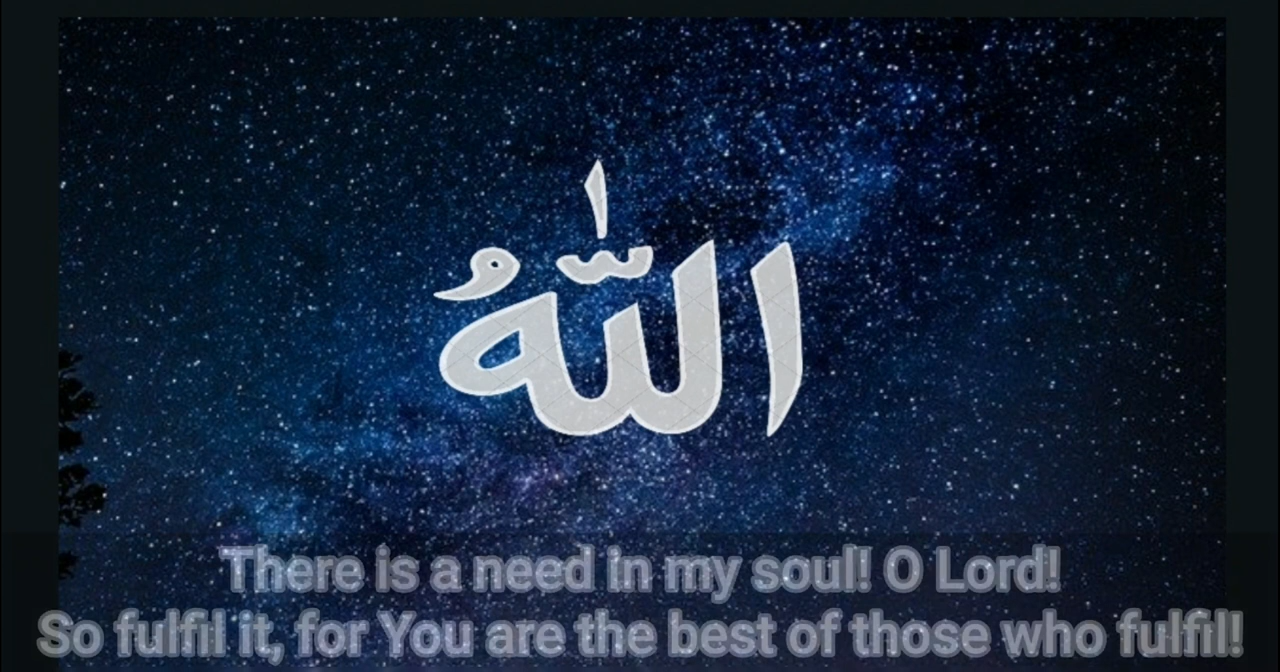 اللّٰهُ
There is a need in my soul! O Lord!
So fulfil it, for You are the best of those who fulfil!